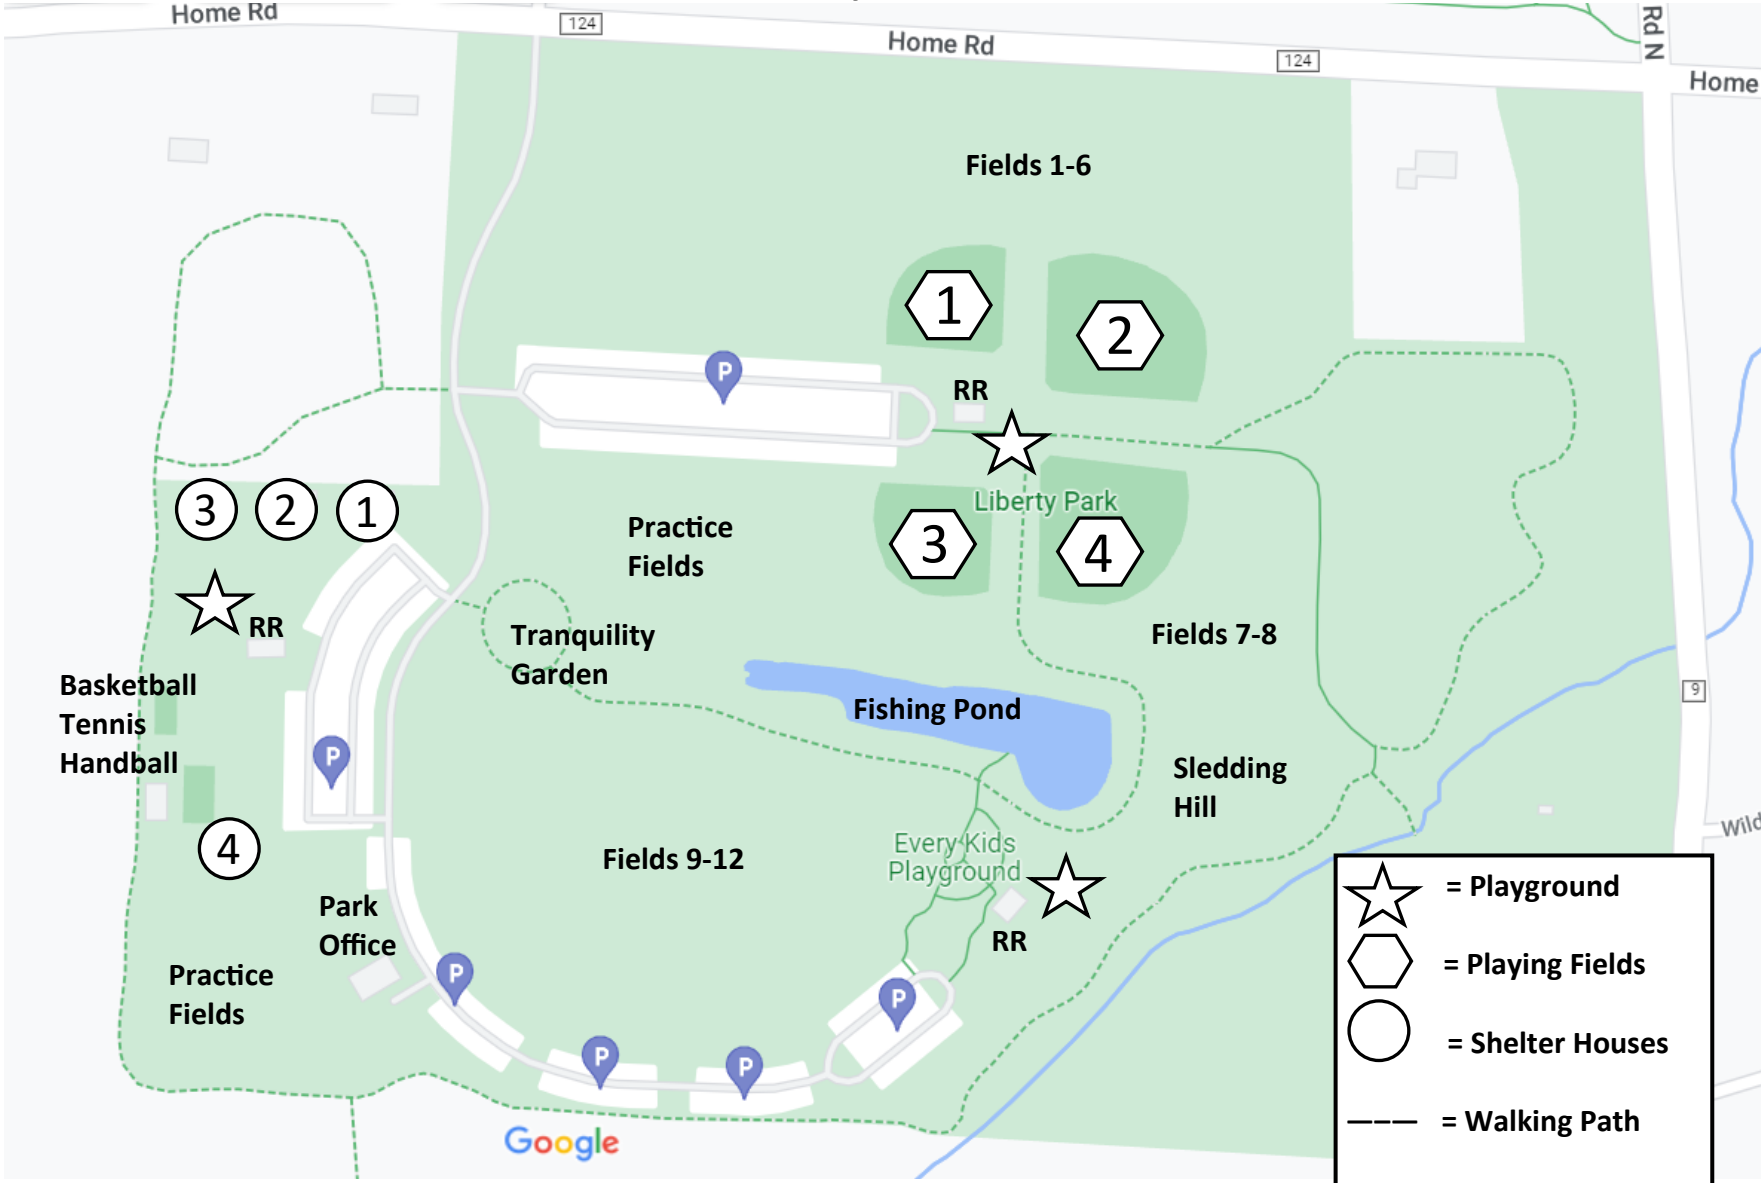 Home Rd
124
Home Rd
124
Rd N
Home
Fields 1-6
1
2
P
RR
3
2
1
Liberty Park
Practice
Fields
3
4
RR
Tranquility
Garden
Fields 7-8
Basketball
Tennis
Handball
Fishing Pond
9
P
Sledding
Hill
Wild
4
Fields 9-12
Every Kids
Playground
Park
Office
RR
Practice
Fields
P
P
P
P
Google
= Playground
= Playing Fields
= Shelter Houses
= Walking Path